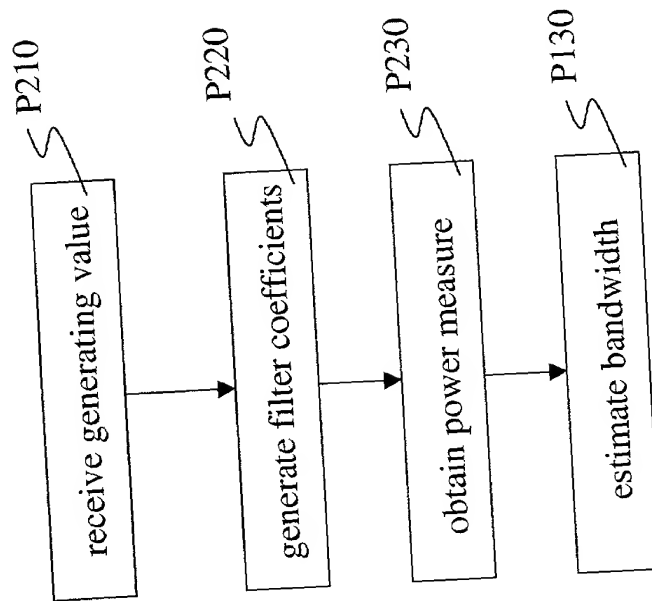 P210
receive generating value
P220
generate filter coefficients
P230
obtain power measure
P130
estimate bandwidth